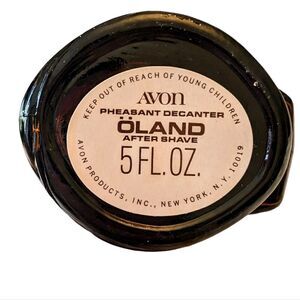 KEEP OUT OF REACH OF YOUNG CHILDREN
AVON
PHEASANT DECANTER
ÖLAND
AFTER SHAVE
5 FL. OZ.
AVON PRODUCTS, INC., NEW YORK, N.Y. 10019